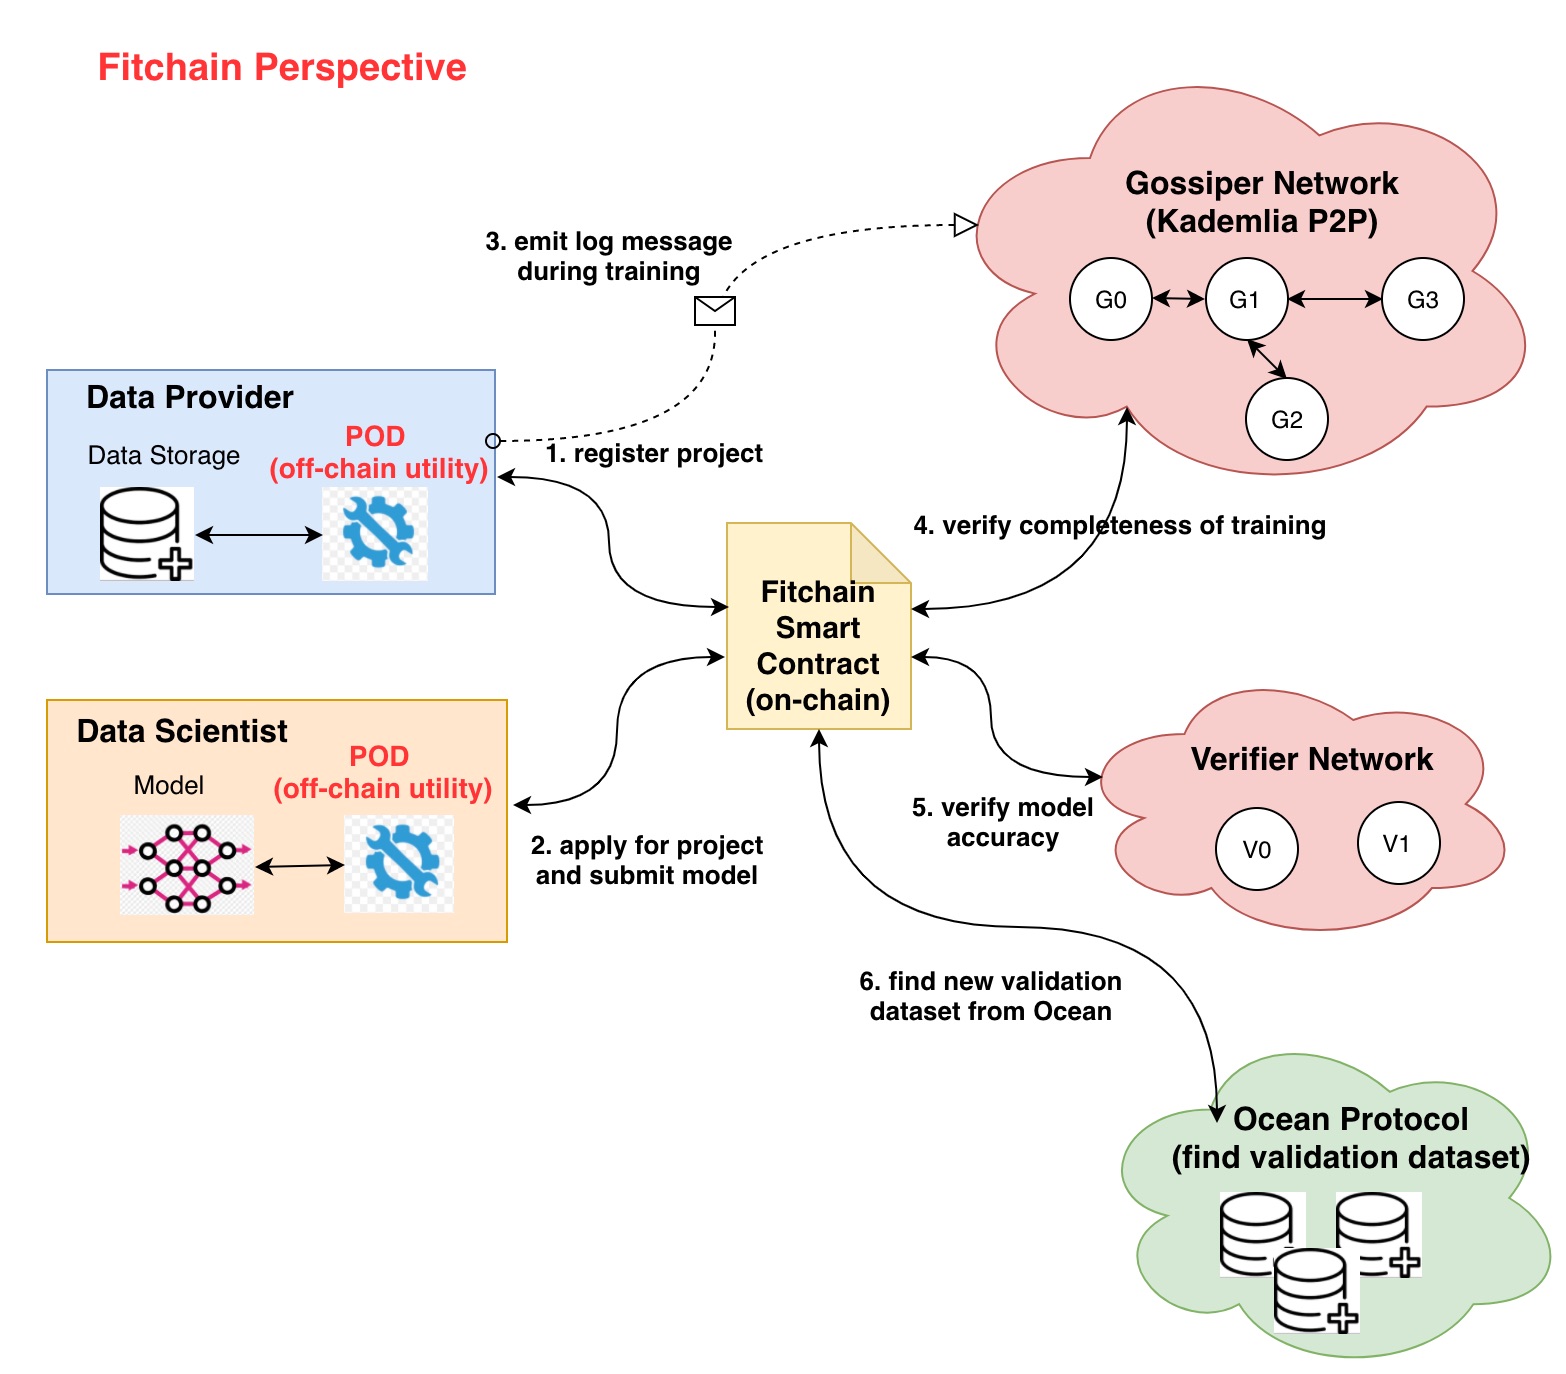 Fitchain Perspective
Gossiper Network
(Kademlia P2P)
G0
G1
G3
G2
3. emit log message
during training
Data Provider
Data Storage
POD
(off-chain utility)
1. register project
4. verify completeness of training
Fitchain
Smart
Contract
(on-chain)
Data Scientist
Model
POD
(off-chain utility)
2. apply for project
and submit model
5. verify model
accuracy
Verifier Network
V0
V1
6. find new validation
dataset from Ocean
Ocean Protocol
(find validation dataset)